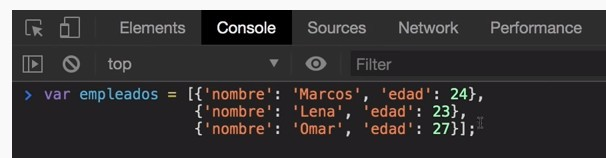 Elements Console Sources Network Performance
top Filter
> var empleados = [{'nombre': 'Marcos', 'edad': 24},
{'nombre': 'Lena', 'edad': 23},
{'nombre': 'Omar', 'edad': 27}];